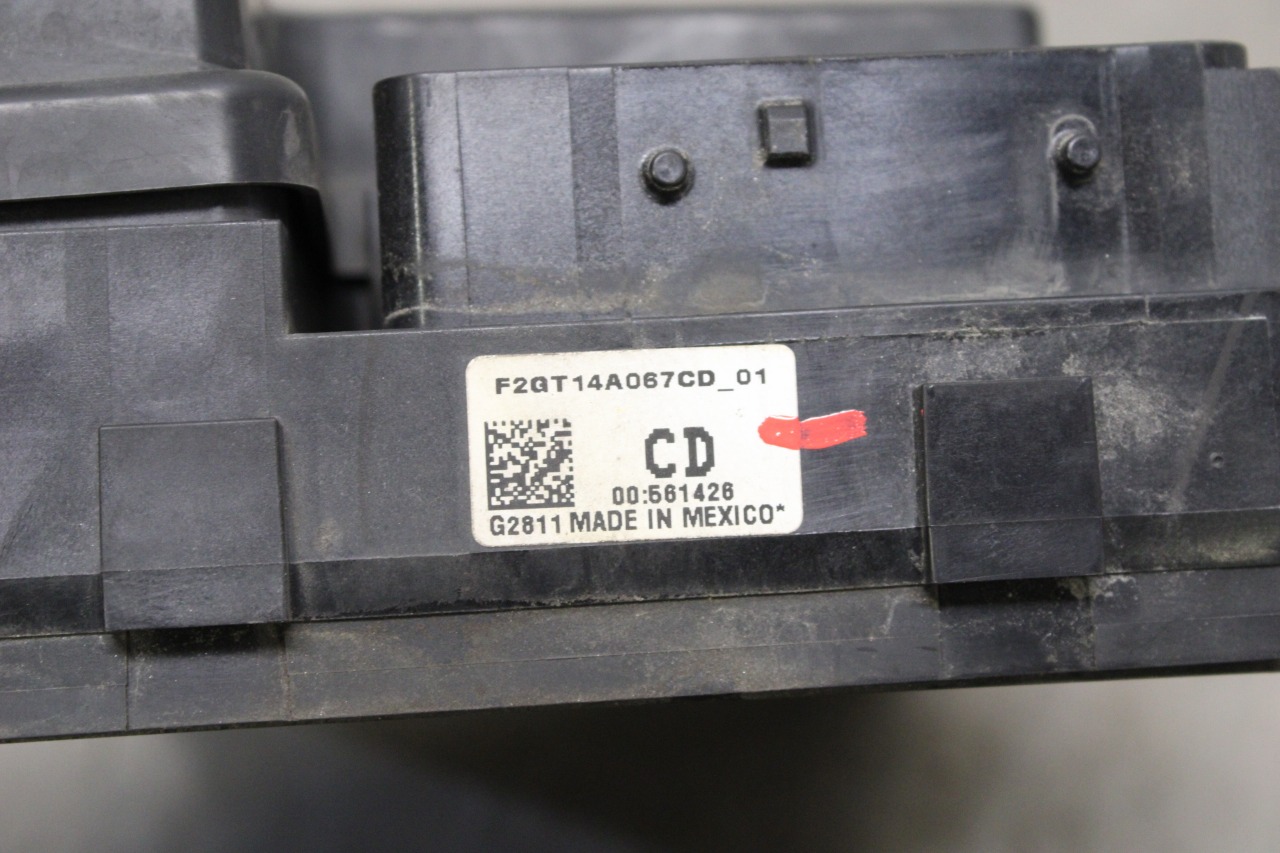 F2GT14A067CD_01
CD
00:561426
G2811 MADE IN MEXICO*